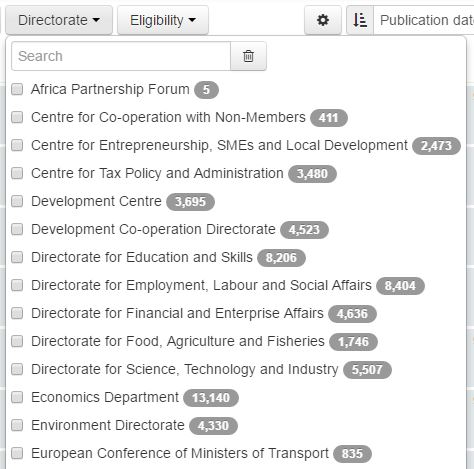 Directorate Eligibility Publication dat
Search
Africa Partnership Forum 5
Centre for Co-operation with Non-Members 411
Centre for Entrepreneurship, SMEs and Local Development 2,473
Centre for Tax Policy and Administration 3,480
Development Centre 3,695
Development Co-operation Directorate 4,523
Directorate for Education and Skills 8,206
Directorate for Employment, Labour and Social Affairs 8,404
Directorate for Financial and Enterprise Affairs 4,636
Directorate for Food, Agriculture and Fisheries 1,746
Directorate for Science, Technology and Industry 5,507
Economics Department 13,140
Environment Directorate 4,330
European Conference of Ministers of Transport 835